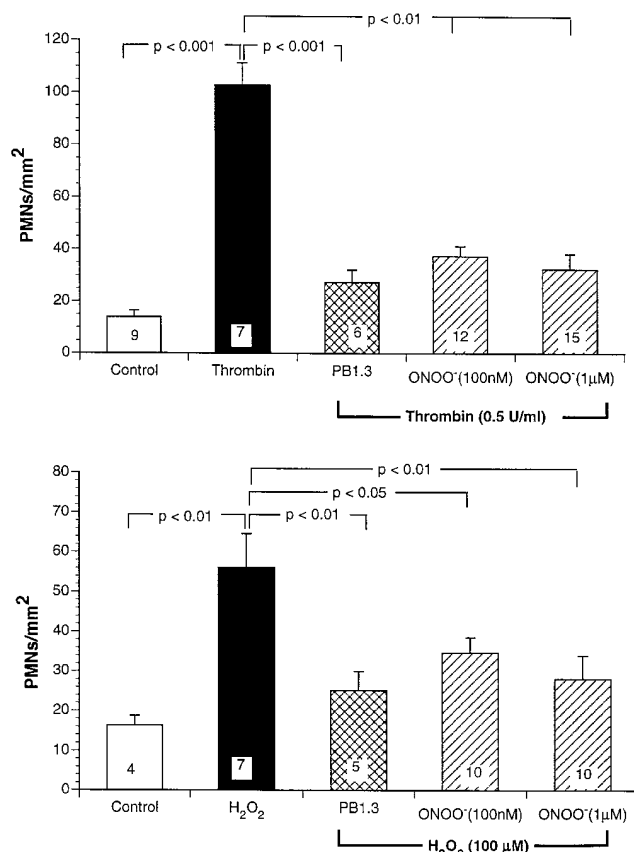 p < 0.01
p < 0.001 p < 0.001
120
100
80
60
40
20
0
PMNs/mm²
9 7 6 12 15
Control Thrombin PB1.3 ONOO⁻(100nM) ONOO⁻(1µM)
Thrombin (0.5 U/ml)
p < 0.01
p < 0.05
p < 0.01 p < 0.01
80
70
60
50
40
30
20
10
0
PMNs/mm²
4 7 5 10 10
Control H₂O₂ PB1.3 ONOO⁻(100nM) ONOO⁻(1µM)
H₂O₂ (100 µM)